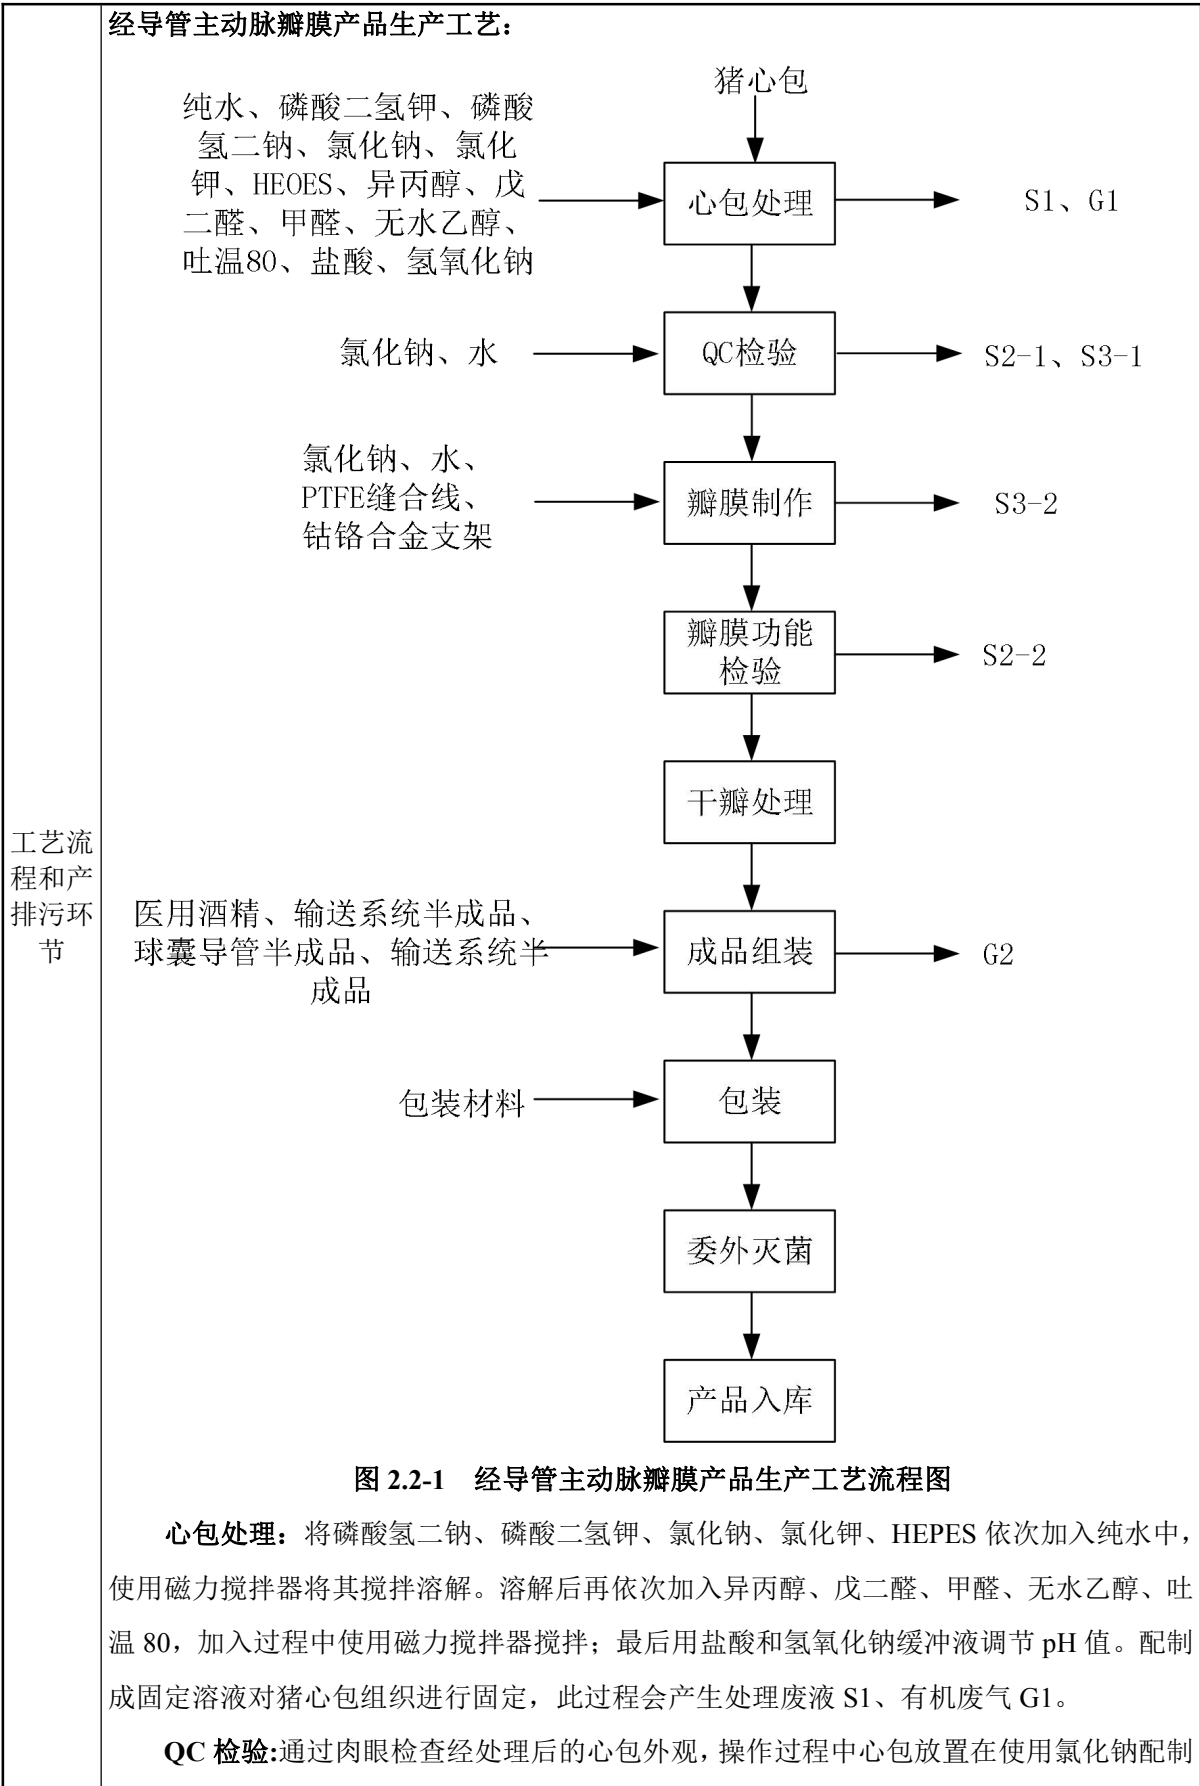 经导管主动脉瓣膜产品生产工艺：
猪心包
纯水、磷酸二氢钾、磷酸
氢二钠、氯化钠、氯化
钾、HEOES、异丙醇、戊
二醛、甲醛、无水乙醇、
吐温80、盐酸、氢氧化钠
心包处理
S1、G1
氯化钠、水
QC检验
S2-1、S3-1
氯化钠、水、
PTFE缝合线、
钴铬合金支架
瓣膜制作
S3-2
瓣膜功能
检验
S2-2
干瓣处理
工艺流
程和产
排污环
节
医用酒精、输送系统半成品、
球囊导管半成品、输送系统半
成品
成品组装
G2
包装材料
包装
委外灭菌
产品入库
图 2.2-1 经导管主动脉瓣膜产品生产工艺流程图
心包处理：将磷酸氢二钠、磷酸二氢钾、氯化钠、氯化钾、HEPES 依次加入纯水中，
使用磁力搅拌器将其搅拌溶解。溶解后再依次加入异丙醇、戊二醛、甲醛、无水乙醇、吐
温 80，加入过程中使用磁力搅拌器搅拌；最后用盐酸和氢氧化钠缓冲液调节 pH 值。配制
成固定溶液对猪心包组织进行固定，此过程会产生处理废液 S1、有机废气 G1。
QC 检验:通过肉眼检查经处理后的心包外观，操作过程中心包放置在使用氯化钠配制